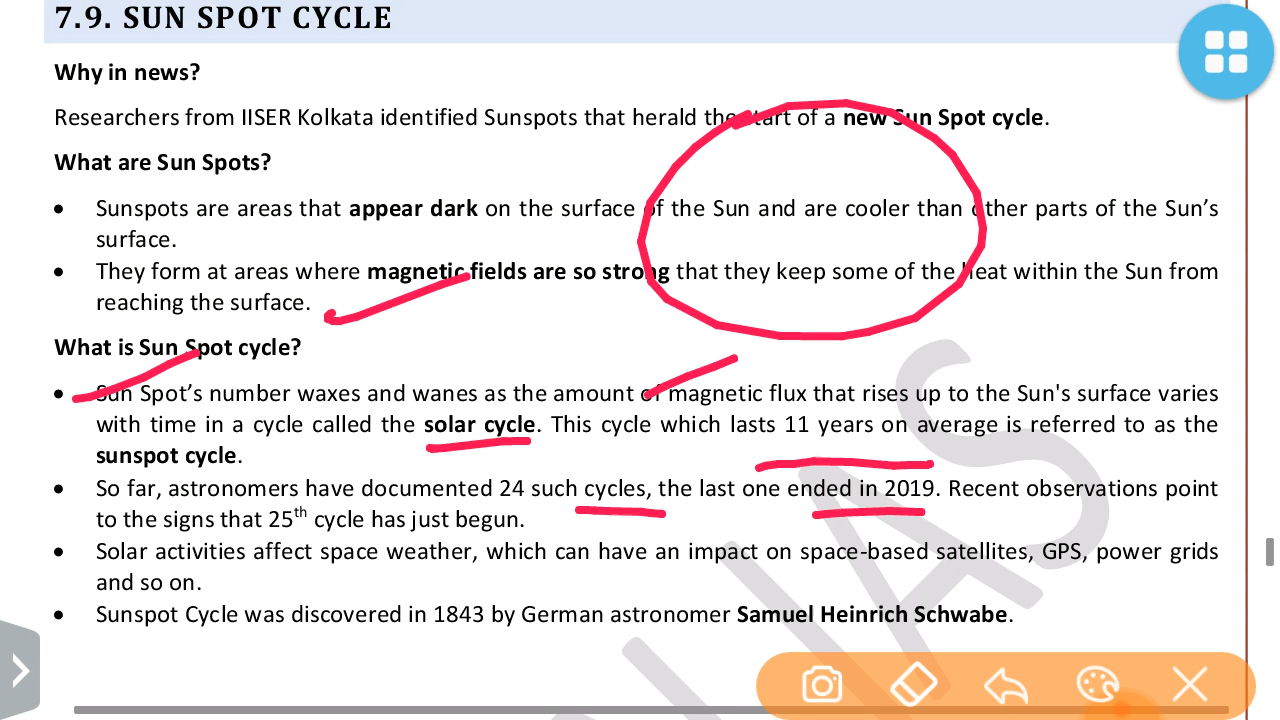 7.9. SUN SPOT CYCLE
Why in news?
Researchers from IISER Kolkata identified Sunspots that herald the start of a new Sun Spot cycle.
What are Sun Spots?
• Sunspots are areas that appear dark on the surface of the Sun and are cooler than other parts of the Sun’s
surface.
• They form at areas where magnetic fields are so strong that they keep some of the heat within the Sun from
reaching the surface.
What is Sun Spot cycle?
• Sun Spot’s number waxes and wanes as the amount of magnetic flux that rises up to the Sun's surface varies
with time in a cycle called the solar cycle. This cycle which lasts 11 years on average is referred to as the
sunspot cycle.
• So far, astronomers have documented 24 such cycles, the last one ended in 2019. Recent observations point
to the signs that 25th cycle has just begun.
• Solar activities affect space weather, which can have an impact on space-based satellites, GPS, power grids
and so on.
• Sunspot Cycle was discovered in 1843 by German astronomer Samuel Heinrich Schwabe.
IAS